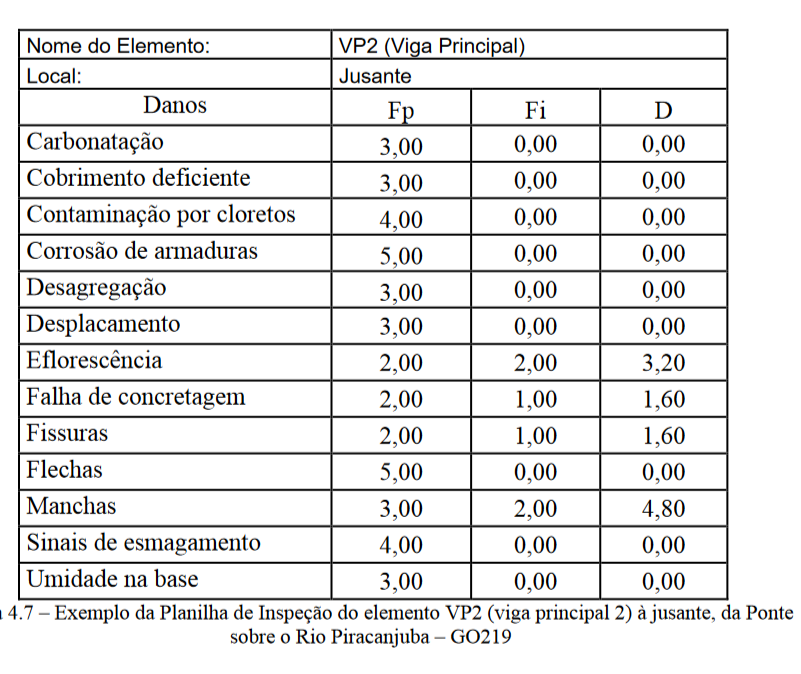 Nome do Elemento: VP2 (Viga Principal)
Local: Jusante
Danos Fp Fi D
Carbonatação 3,00 0,00 0,00
Cobrimento deficiente 3,00 0,00 0,00
Contaminação por cloretos 4,00 0,00 0,00
Corrosão de armaduras 5,00 0,00 0,00
Desagregação 3,00 0,00 0,00
Desplacamento 3,00 0,00 0,00
Eflorescência 2,00 2,00 3,20
Falha de concretagem 2,00 1,00 1,60
Fissuras 2,00 1,00 1,60
Flechas 5,00 0,00 0,00
Manchas 3,00 2,00 4,80
Sinais de esmagamento 4,00 0,00 0,00
Umidade na base 3,00 0,00 0,00
4.7 – Exemplo da Planilha de Inspeção do elemento VP2 (viga principal 2) à jusante, da Ponte
sobre o Rio Piracanjuba – GO219